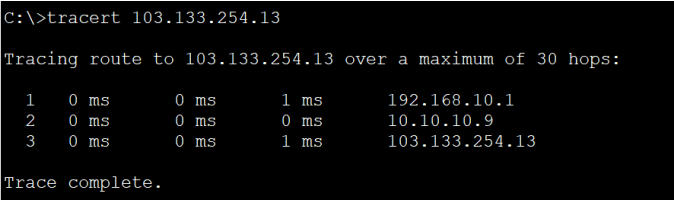 C:\>tracert 103.133.254.13
Tracing route to 103.133.254.13 over a maximum of 30 hops:
1 0 ms 0 ms 1 ms 192.168.10.1
2 0 ms 0 ms 0 ms 10.10.10.9
3 0 ms 0 ms 1 ms 103.133.254.13
Trace complete.